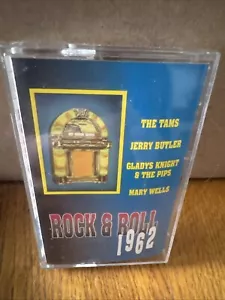 THE TAMS
JERRY BUTLER
GLADYS KNIGHT
& THE PIPS
MARY WELLS
ROCK & ROLL
1962